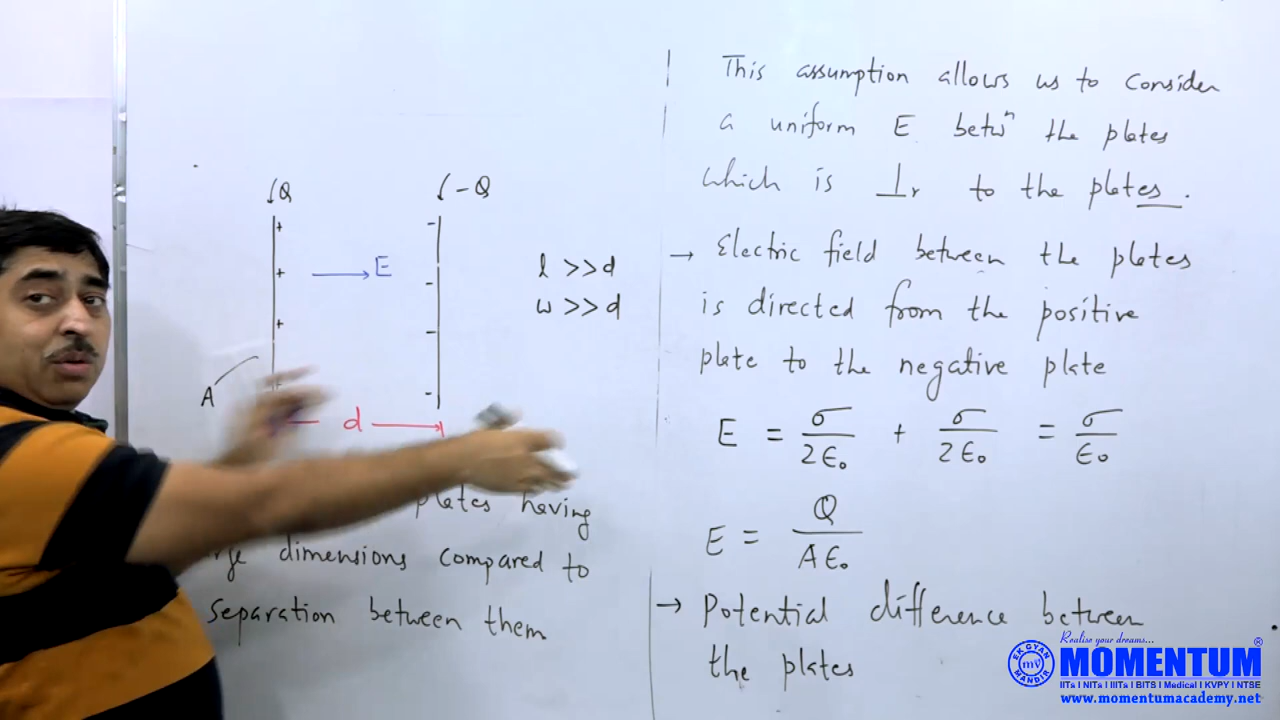 Q
-Q
+
+
+
E
-
-
-
-
l >> d
w >> d
A
d
plates having
dimensions compared to
separation between them
This assumption allows us to consider
a uniform E betwⁿ the plates
which is ⊥r to the plates.
→ Electric field between the plates
is directed from the positive
plate to the negative plate
E = σ/2ϵ₀ + σ/2ϵ₀ = σ/ϵ₀
E = Q/Aϵ₀
→ Potential difference between
the plates
Realise your dreams...
EK GYAN MANDIR
MOMENTUM®
IITs | NITs | IIITs | BITS | Medical | KVPY | NTSE
www.momentumacademy.net